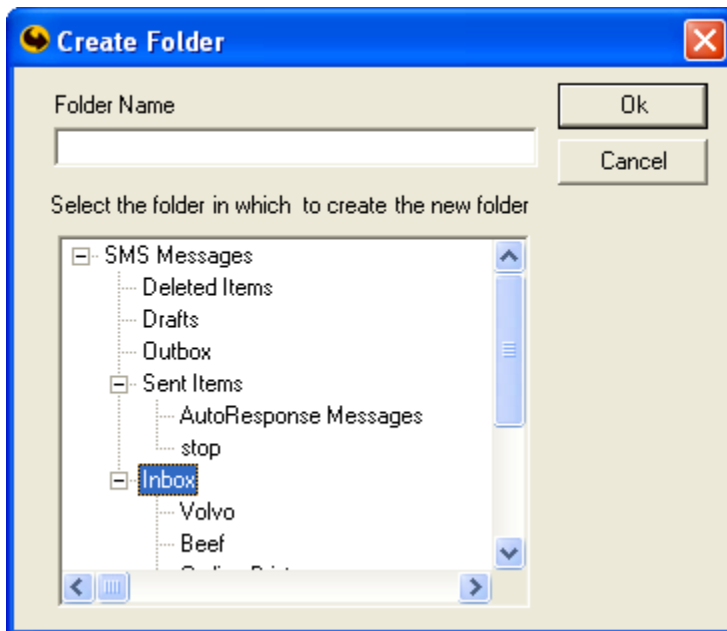 Create Folder
Folder Name
Ok
Cancel
Select the folder in which to create the new folder
SMS Messages
Deleted Items
Drafts
Outbox
Sent Items
AutoResponse Messages
stop
Inbox
Volvo
Beef